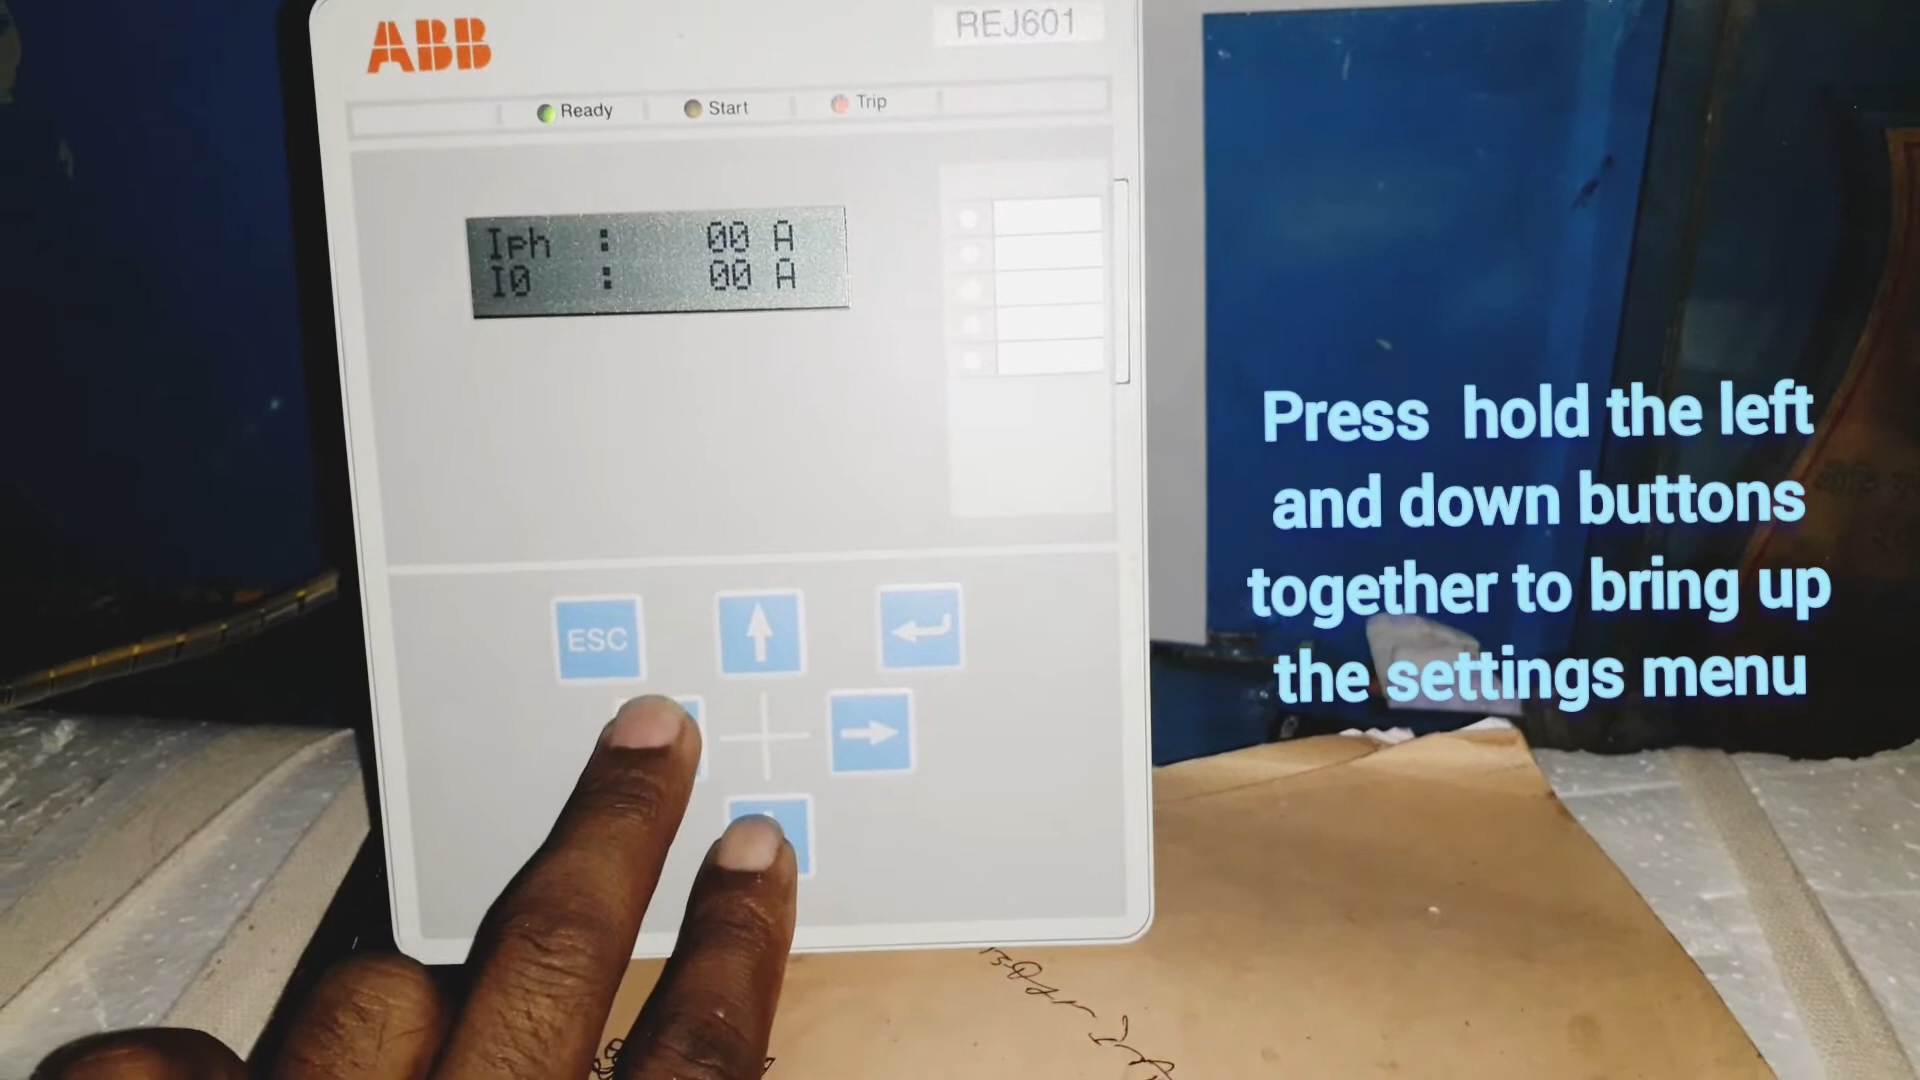 ABB
REJ601
Ready
Start
Trip
Iph : 00 A
I0 : 00 A
ESC
Press hold the left
and down buttons
together to bring up
the settings menu